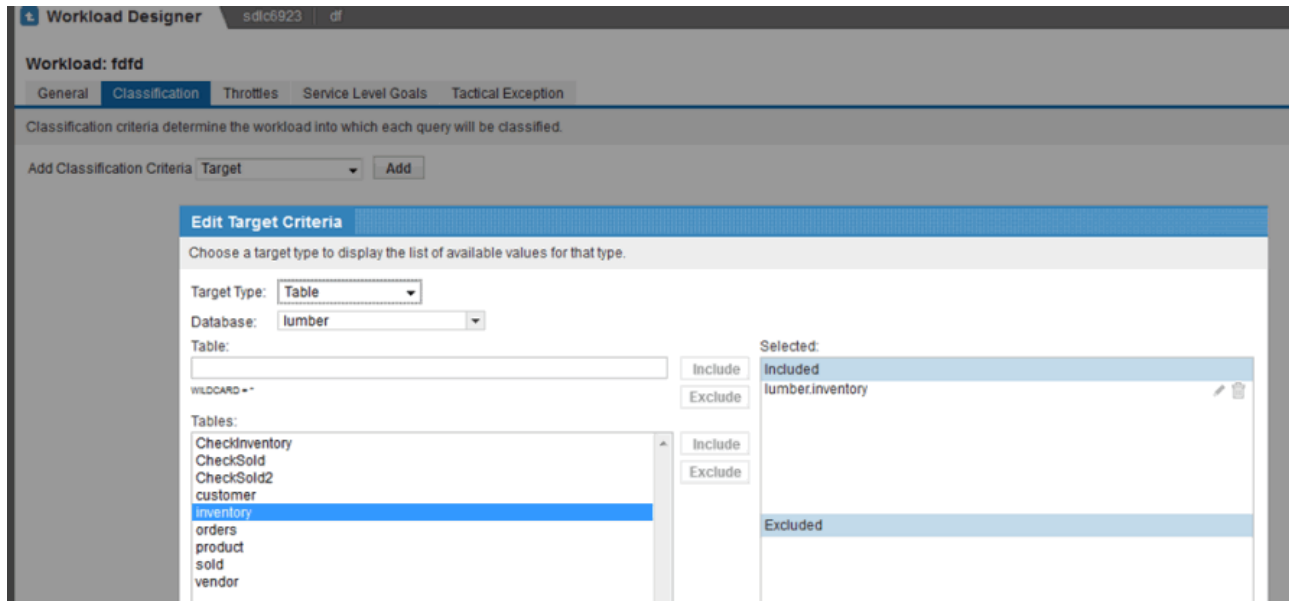 t Workload Designer sdlc6923 df
Workload: fdfd
General Classification Throttles Service Level Goals Tactical Exception
Classification criteria determine the workload into which each query will be classified.
Add Classification Criteria Target Add
Edit Target Criteria
Choose a target type to display the list of available values for that type.
Target Type: Table
Database: lumber
Table: Selected:
Include Included
WILDCARD = * lumber.inventory
Exclude
Tables:
CheckInventory Include
CheckSold
CheckSold2 Exclude
customer
inventory
orders Excluded
product
sold
vendor